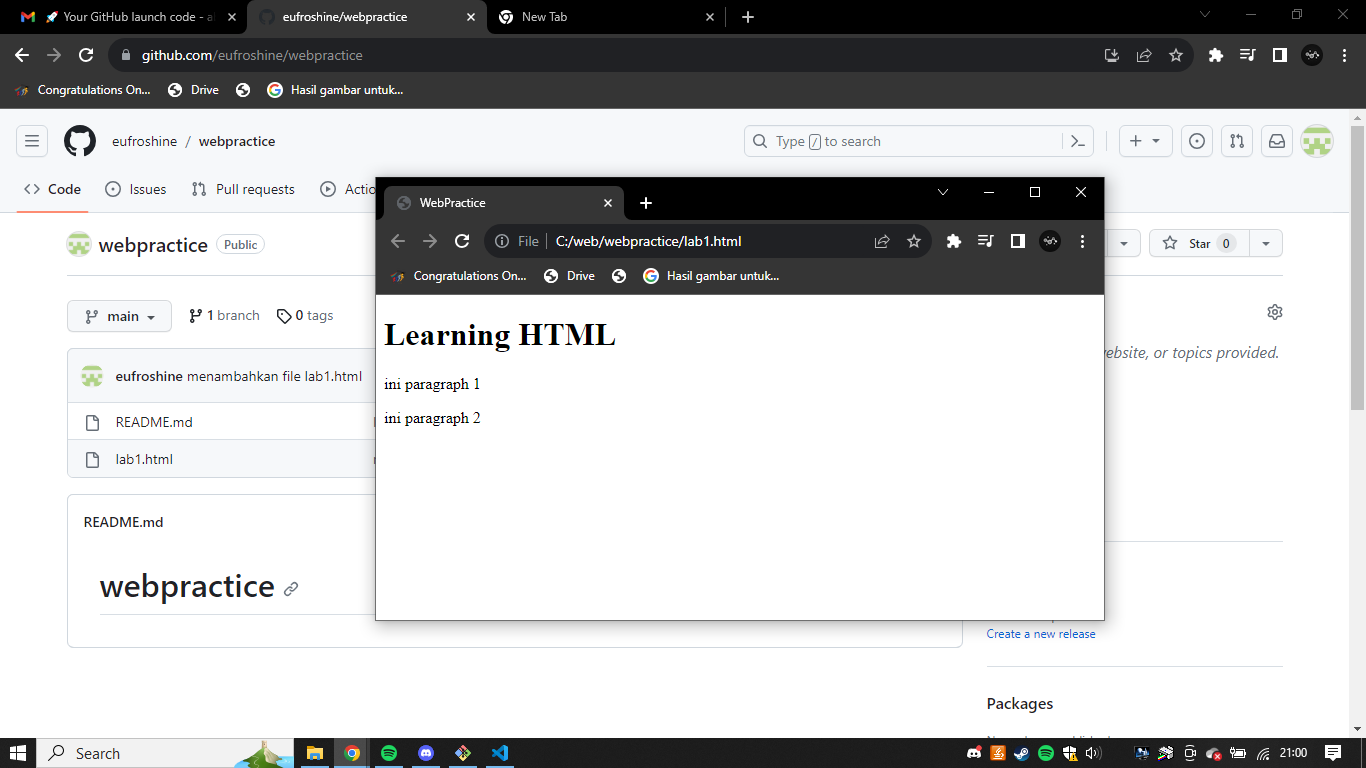 Your GitHub launch code - a
eufroshine/webpractice
New Tab
github.com/eufroshine/webpractice
Congratulations On...
Drive
Hasil gambar untuk...
eufroshine / webpractice
Type / to search
Code
Issues
Pull requests
Actio
WebPractice
File
C:/web/webpractice/lab1.html
Congratulations On...
Drive
Hasil gambar untuk...
Learning HTML
ini paragraph 1
ini paragraph 2
webpractice
Public
Star 0
main
1 branch
0 tags
ebsite, or topics provided.
eufroshine menambahkan file lab1.html
README.md
lab1.html
README.md
webpractice
Create a new release
Packages
Search
21:00